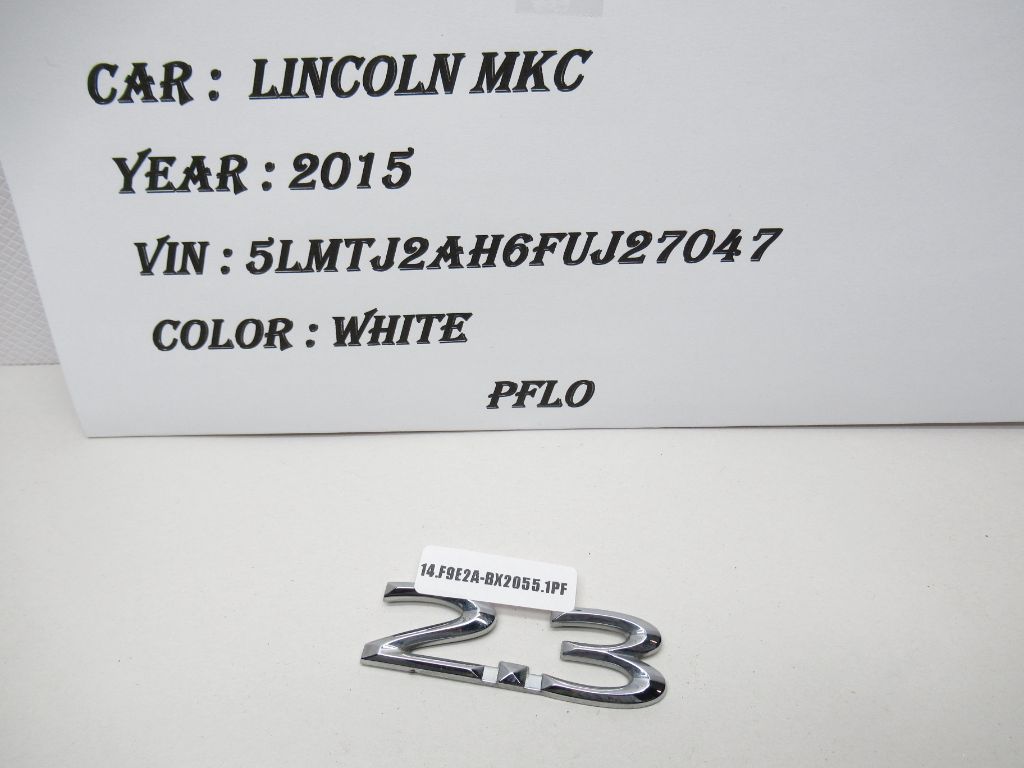 CAR : LINCOLN MKC
YEAR : 2015
VIN : 5LMTJ2AH6FUJ27047
COLOR : WHITE
PFLO
14.F9E2A-BX2055.1PF
2.3